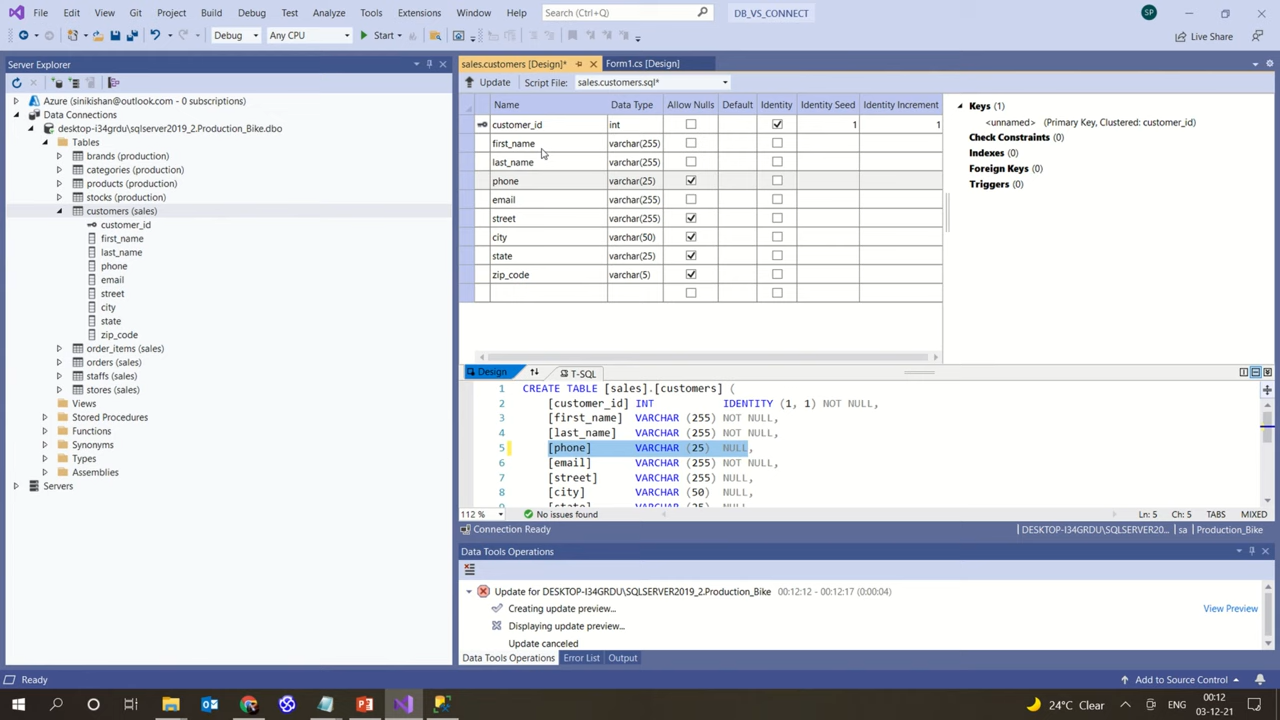 File Edit View Git Project Build Debug Test Analyze Tools Extensions Window Help Search (Ctrl+Q) DB_VS_CONNECT SP
Debug Any CPU Start Live Share
Server Explorer
Azure (sinikishan@outlook.com - 0 subscriptions)
Data Connections
desktop-i34grdu\sqlserver2019_2.Production_Bike.dbo
Tables
brands (production)
categories (production)
products (production)
stocks (production)
customers (sales)
customer_id
first_name
last_name
phone
email
street
city
state
zip_code
order_items (sales)
orders (sales)
staffs (sales)
stores (sales)
Views
Stored Procedures
Functions
Synonyms
Types
Assemblies
Servers
sales.customers [Design]* Form1.cs [Design]
Update Script File: sales.customers.sql*
Name Data Type Allow Nulls Default Identity Identity Seed Identity Increment
customer_id int 1 1
first_name varchar(255)
last_name varchar(255)
phone varchar(25)
email varchar(255)
street varchar(255)
city varchar(50)
state varchar(25)
zip_code varchar(5)
Keys (1)
<unnamed> (Primary Key, Clustered: customer_id)
Check Constraints (0)
Indexes (0)
Foreign Keys (0)
Triggers (0)
Design T-SQL
1 CREATE TABLE [sales].[customers] (
2 [customer_id] INT IDENTITY (1, 1) NOT NULL,
3 [first_name] VARCHAR (255) NOT NULL,
4 [last_name] VARCHAR (255) NOT NULL,
5 [phone] VARCHAR (25) NULL,
6 [email] VARCHAR (255) NOT NULL,
7 [street] VARCHAR (255) NULL,
8 [city] VARCHAR (50) NULL,
9 [state] VARCHAR (25) NULL,
112 % No issues found Ln: 5 Ch: 5 TABS MIXED
Connection Ready DESKTOP-I34GRDU\SQLSERVER20... sa Production_Bike
Data Tools Operations
Update for DESKTOP-I34GRDU\SQLSERVER2019_2.Production_Bike 00:12:12 - 00:12:17 (0:00:04)
Creating update preview... View Preview
Displaying update preview...
Update canceled
Data Tools Operations Error List Output
Ready Add to Source Control
24°C Clear ENG 00:12
03-12-21